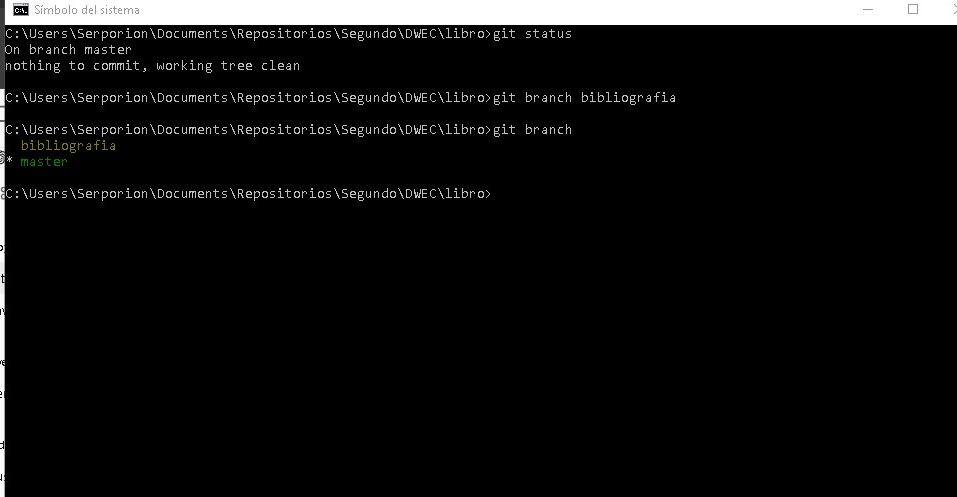 Símbolo del sistema
C:\Users\Serporion\Documents\Repositorios\Segundo\DWEC\libro>git status
On branch master
nothing to commit, working tree clean
C:\Users\Serporion\Documents\Repositorios\Segundo\DWEC\libro>git branch bibliografia
C:\Users\Serporion\Documents\Repositorios\Segundo\DWEC\libro>git branch
bibliografia
* master
C:\Users\Serporion\Documents\Repositorios\Segundo\DWEC\libro>